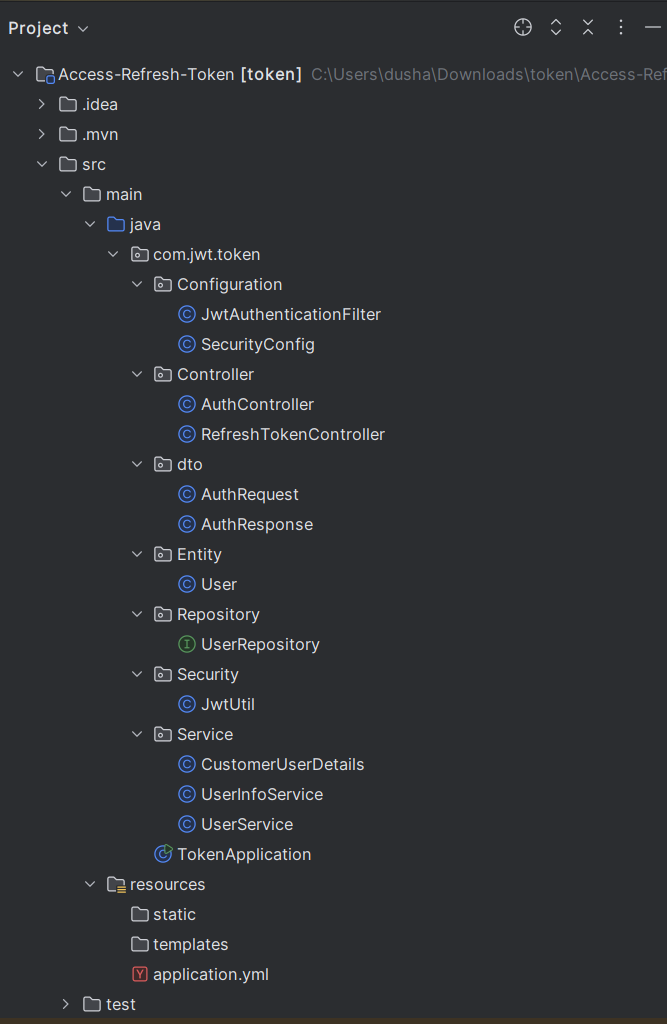 Project
Access-Refresh-Token [token] C:\Users\dusha\Downloads\token\Access-Ref
.idea
.mvn
src
main
java
com.jwt.token
Configuration
JwtAuthenticationFilter
SecurityConfig
Controller
AuthController
RefreshTokenController
dto
AuthRequest
AuthResponse
Entity
User
Repository
UserRepository
Security
JwtUtil
Service
CustomerUserDetails
UserInfoService
UserService
TokenApplication
resources
static
templates
application.yml
test